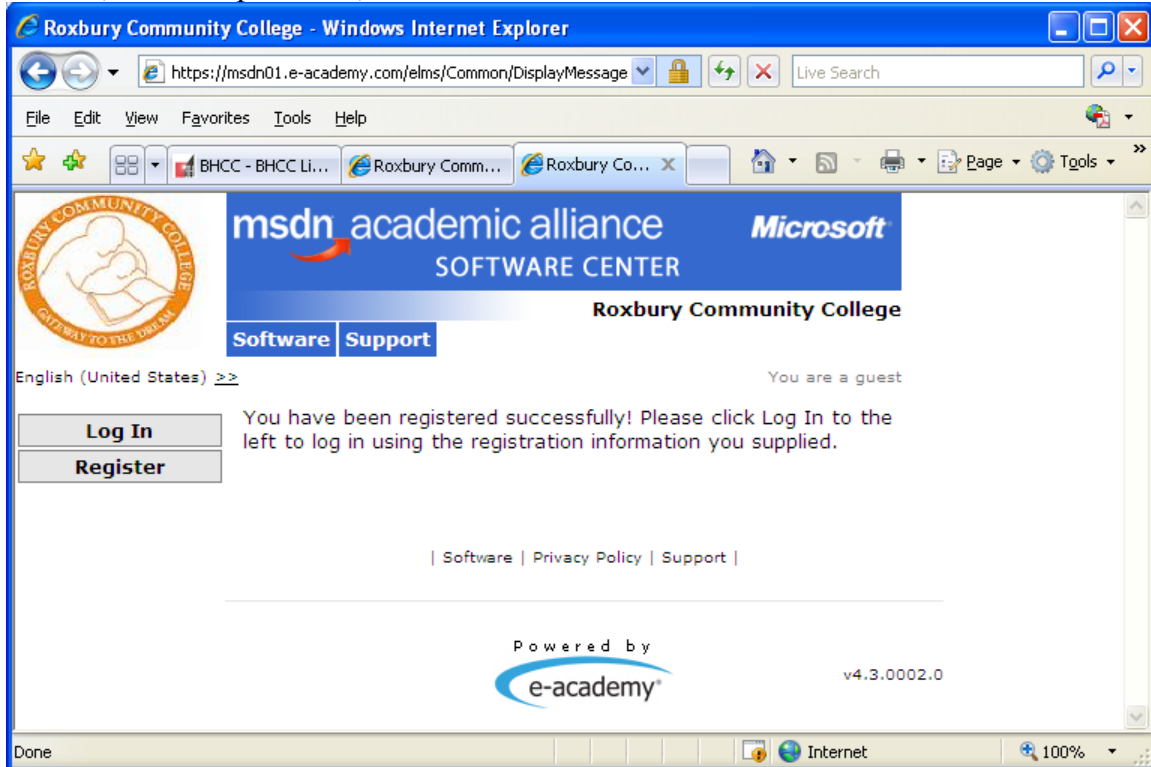 Roxbury Community College - Windows Internet Explorer
https://msdn01.e-academy.com/elms/Common/DisplayMessage
Live Search
File Edit View Favorites Tools Help
BHCC - BHCC Li... Roxbury Comm... Roxbury Co... X Page Tools »
ROXBURY COMMUNITY COLLEGE
GATEWAY TO THE DREAM
msdn academic alliance Microsoft
SOFTWARE CENTER
Roxbury Community College
Software Support
English (United States) >> You are a guest
Log In
Register
You have been registered successfully! Please click Log In to the
left to log in using the registration information you supplied.
| Software | Privacy Policy | Support |
Powered by
e-academy
v4.3.0002.0
Done Internet 100%